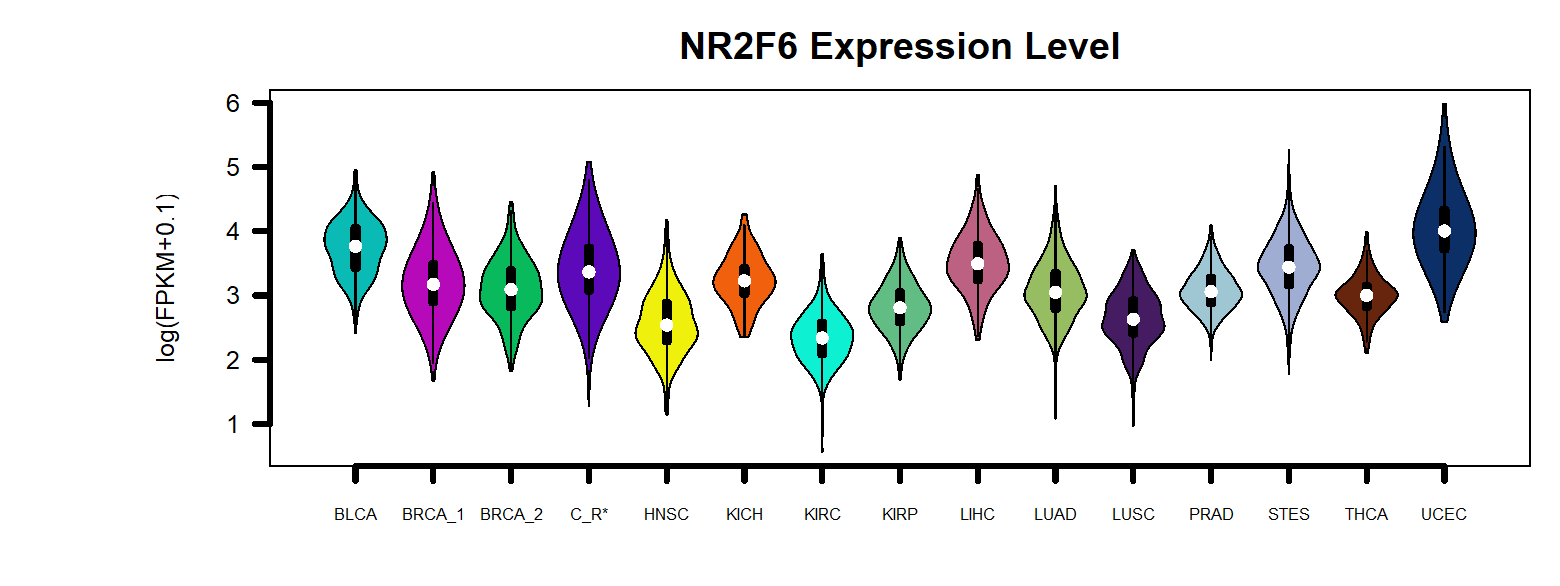 NR2F6 Expression Level
log(FPKM+0.1)
6
5
4
3
2
1
BLCA BRCA_1 BRCA_2 C_R* HNSC KICH KIRC KIRP LIHC LUAD LUSC PRAD STES THCA UCEC